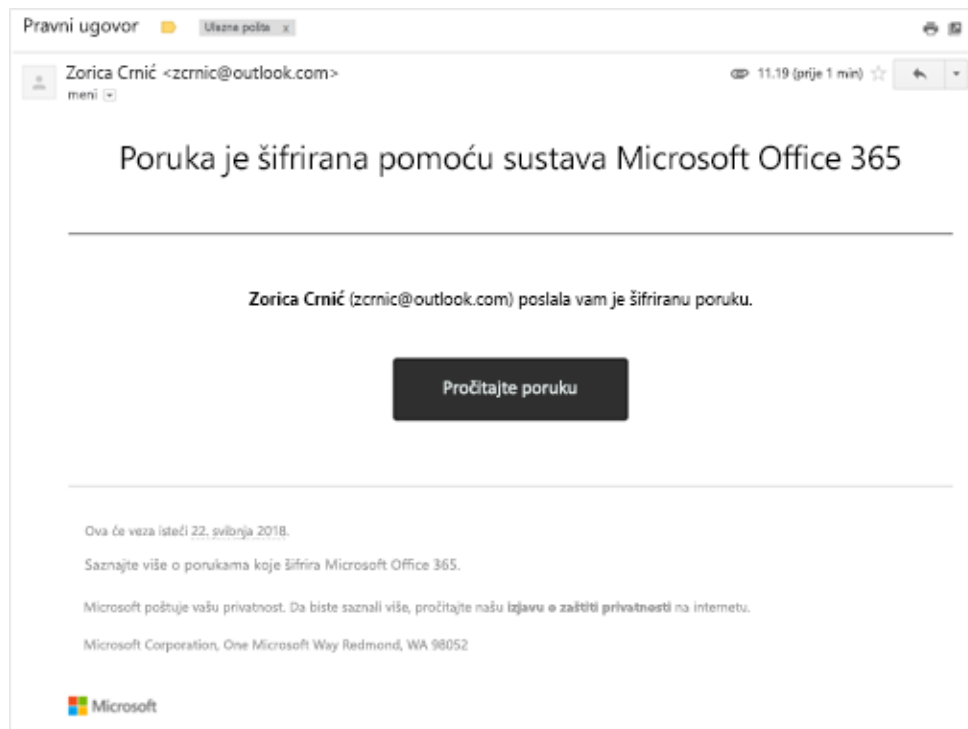 Pravni ugovor Ulazna pošta x
Zorica Crnić <zcrnic@outlook.com> 11.19 (prije 1 min)
meni
Poruka je šifrirana pomoću sustava Microsoft Office 365
Zorica Crnić (zcrnic@outlook.com) poslala vam je šifriranu poruku.
Pročitajte poruku
Ova će veza isteći 22. svibnja 2018.
Saznajte više o porukama koje šifrira Microsoft Office 365.
Microsoft poštuje vašu privatnost. Da biste saznali više, pročitajte našu izjavu o zaštiti privatnosti na internetu.
Microsoft Corporation, One Microsoft Way Redmond, WA 98052
Microsoft